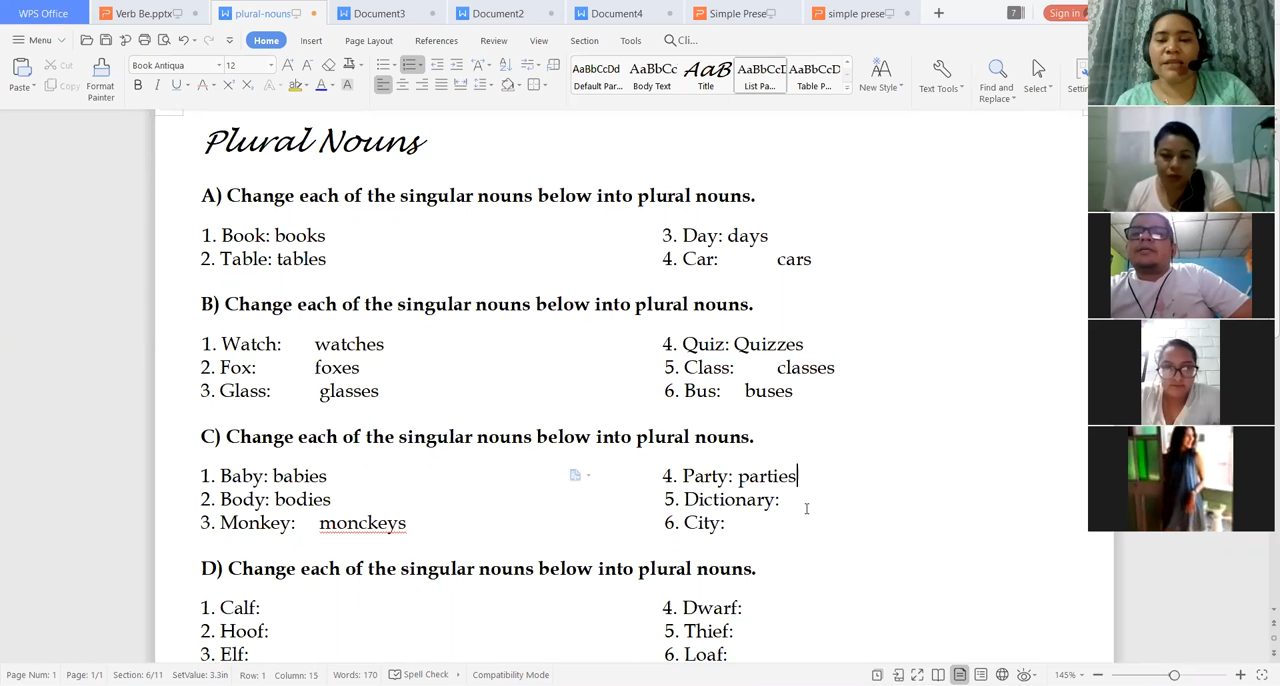 WPS Office Verb Be.pptx plural-nouns Document3 Document2 Document4 Simple Prese simple prese + 7 Sign in
Menu Home Insert Page Layout References Review View Section Tools Cli...
Paste Cut Copy Format Painter Book Antiqua 12 B I U A X² X₂ A A A
AaBbCcDd AaBbCc AaB AaBbCcI AaBbCcD
Default Par... Body Text Title List Pa... Table P... New Style Text Tools Find and Replace Select Settin
Plural Nouns
A) Change each of the singular nouns below into plural nouns.
1. Book: books 3. Day: days
2. Table: tables 4. Car: cars
B) Change each of the singular nouns below into plural nouns.
1. Watch: watches 4. Quiz: Quizzes
2. Fox: foxes 5. Class: classes
3. Glass: glasses 6. Bus: buses
C) Change each of the singular nouns below into plural nouns.
1. Baby: babies 4. Party: parties
2. Body: bodies 5. Dictionary:
3. Monkey: monckeys 6. City:
D) Change each of the singular nouns below into plural nouns.
1. Calf: 4. Dwarf:
2. Hoof: 5. Thief:
3. Elf: 6. Loaf:
Page Num: 1 Page: 1/1 Section: 6/11 SetValue: 3.3in Row: 1 Column: 15 Words: 170 Spell Check Compatibility Mode 145%